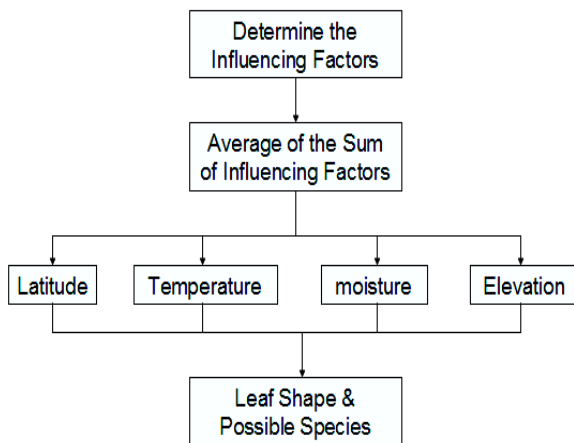 Determine the
Influencing Factors
Average of the Sum
of Influencing Factors
Latitude
Temperature
moisture
Elevation
Leaf Shape &
Possible Species